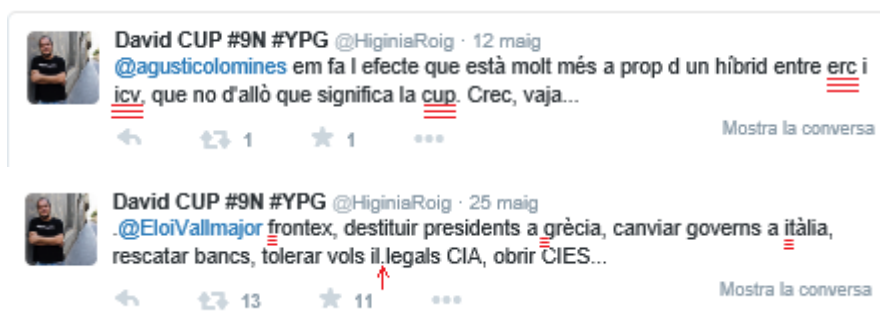 David CUP #9N #YPG @HiginiaRoig · 12 maig
@agusticolomines em fa l efecte que està molt més a prop d un híbrid entre erc i
icv, que no d'allò que significa la cup. Crec, vaja...
1 1
Mostra la conversa
David CUP #9N #YPG @HiginiaRoig · 25 maig
.@EloiVallmajor frontex, destituir presidents a grècia, canviar governs a itàlia,
rescatar bancs, tolerar vols il.legals CIA, obrir CIES...
13 11
Mostra la conversa